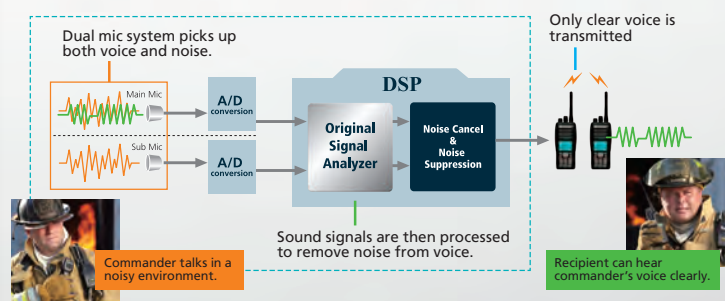 Dual mic system picks up
both voice and noise.
Only clear voice is
transmitted
DSP
Main Mic
A/D
conversion
Original
Signal
Analyzer
Noise Cancel
&
Noise
Suppression
Sub Mic
A/D
conversion
Commander talks in a
noisy environment.
Sound signals are then processed
to remove noise from voice.
Recipient can hear
commander's voice clearly.